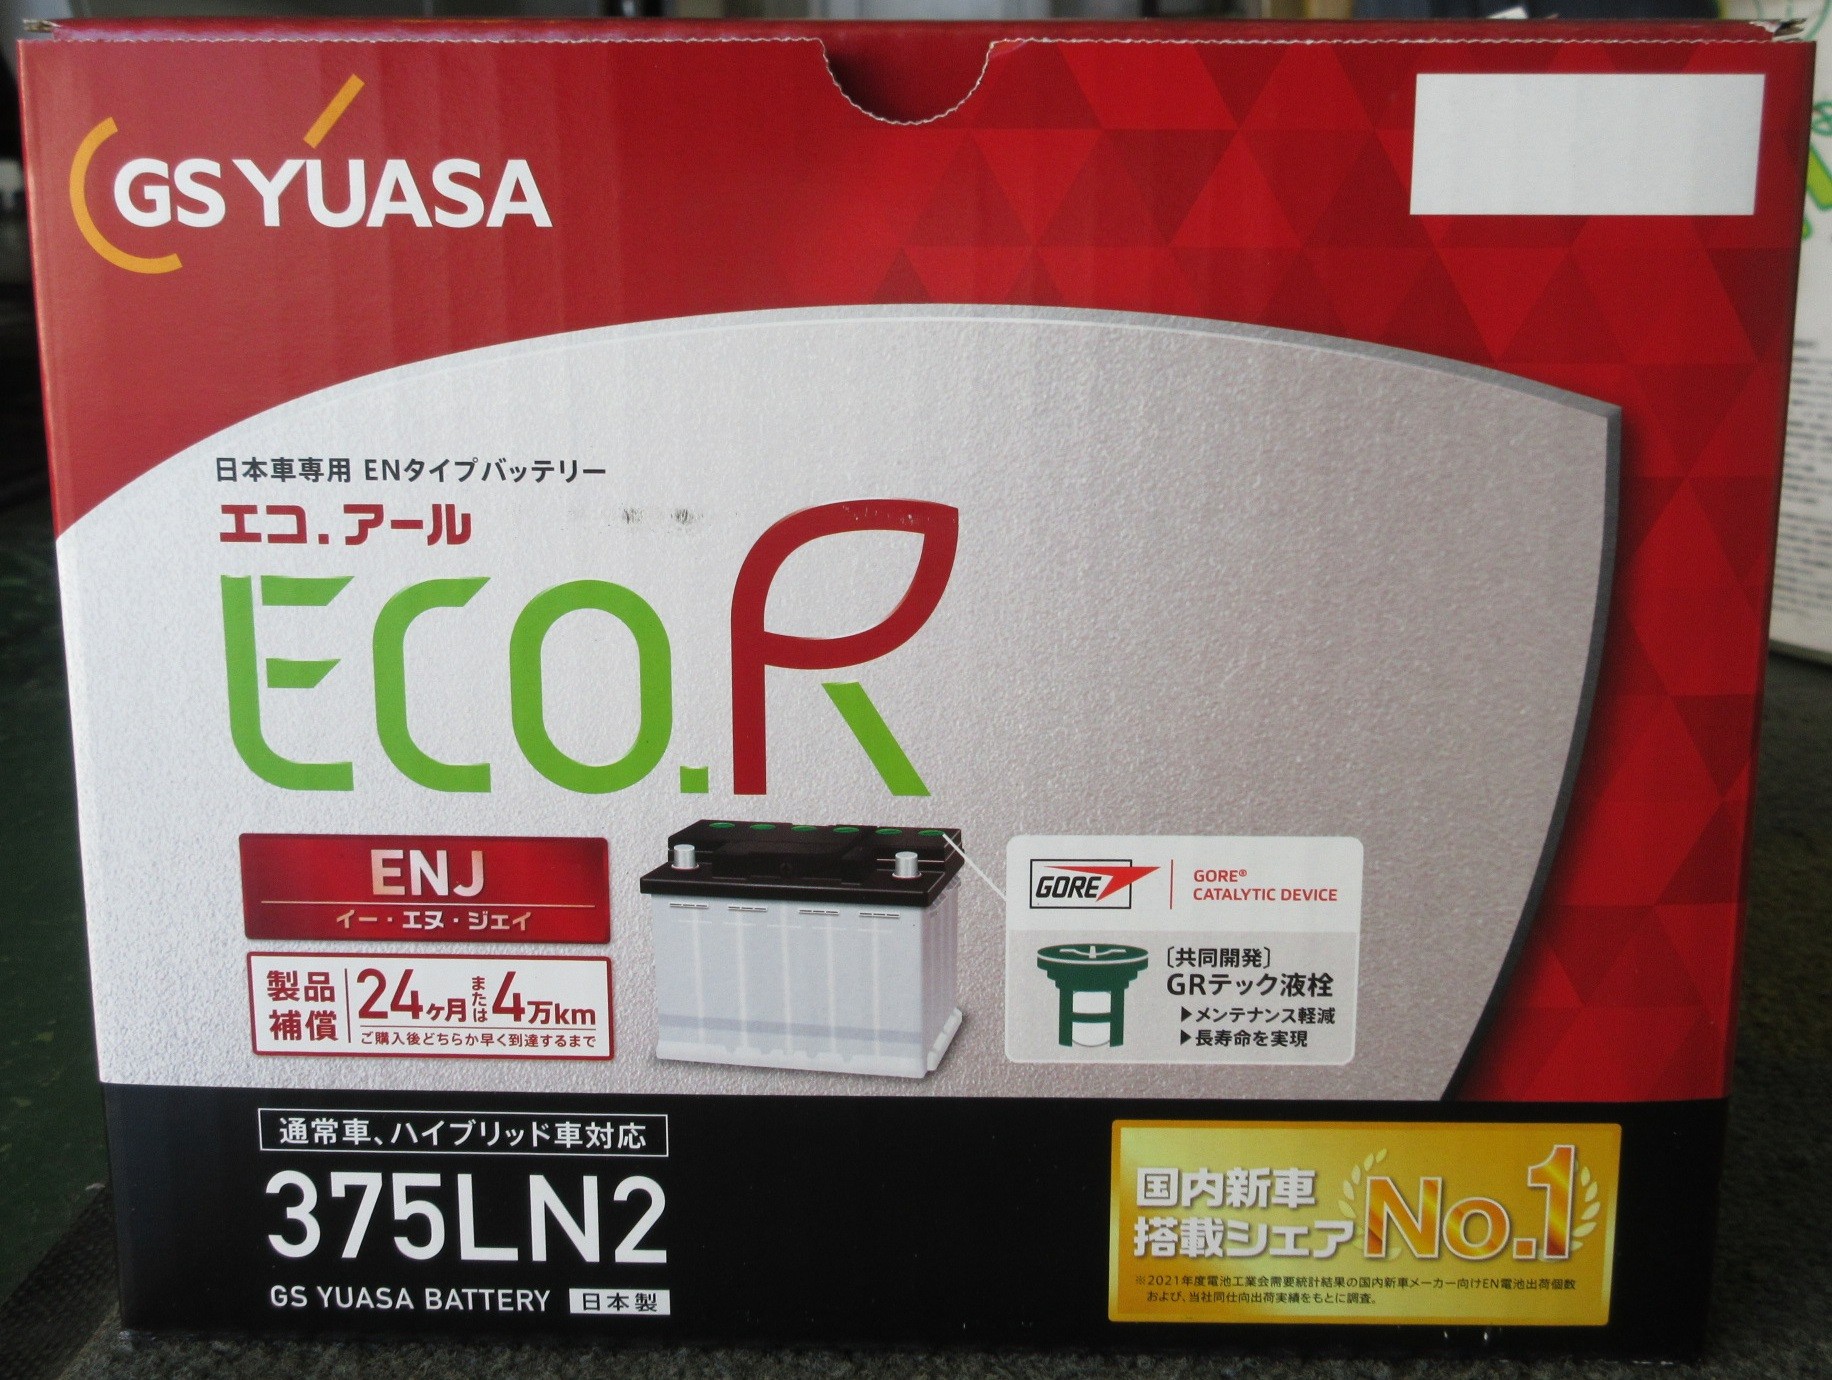 GS YUASA
日本車専用 ENタイプバッテリー
エコ.アール
ECO.R
ENJ
イー・エヌ・ジェイ
製品補償
24ヶ月または4万km
ご購入後どちらか早く到達するまで
GORE
GORE®
CATALYTIC DEVICE
〔共同開発〕
GRテック液栓
▶メンテナンス軽減
▶長寿命を実現
通常車、ハイブリッド車対応
375LN2
GS YUASA BATTERY 日本製
国内新車
搭載シェア No.1
※2021年度電池工業会需要統計結果の国内新車メーカー向けEN電池出荷個数
および、当社同仕向出荷実績をもとに調査。